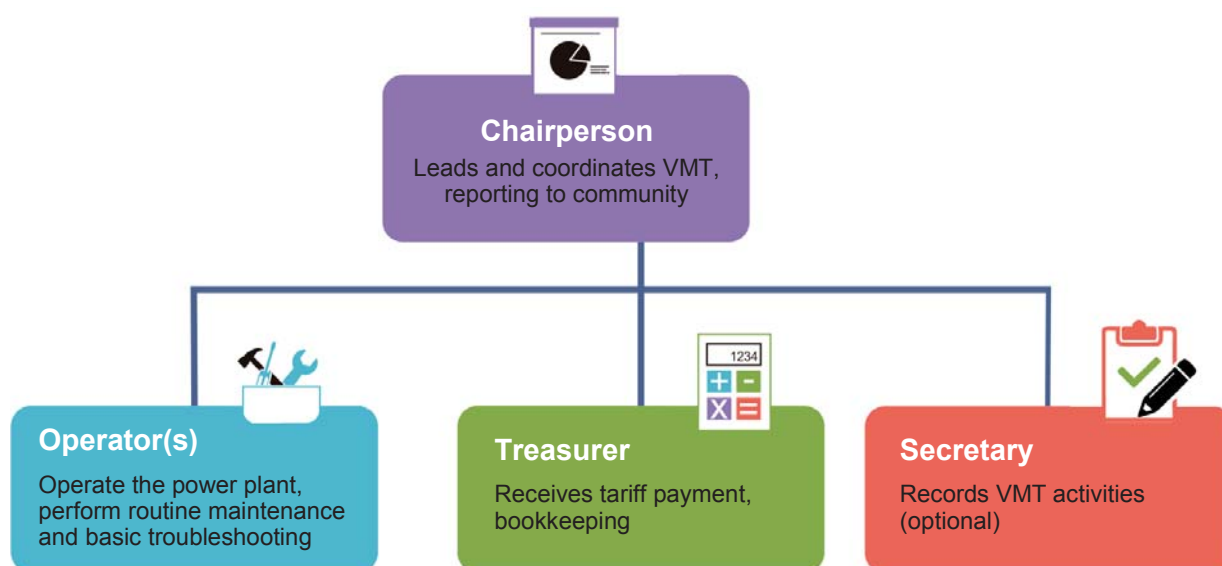 Chairperson
Leads and coordinates VMT,
reporting to community
1234
+ -
X =
Operator(s)
Operate the power plant,
perform routine maintenance
and basic troubleshooting
Treasurer
Receives tariff payment,
bookkeeping
Secretary
Records VMT activities
(optional)